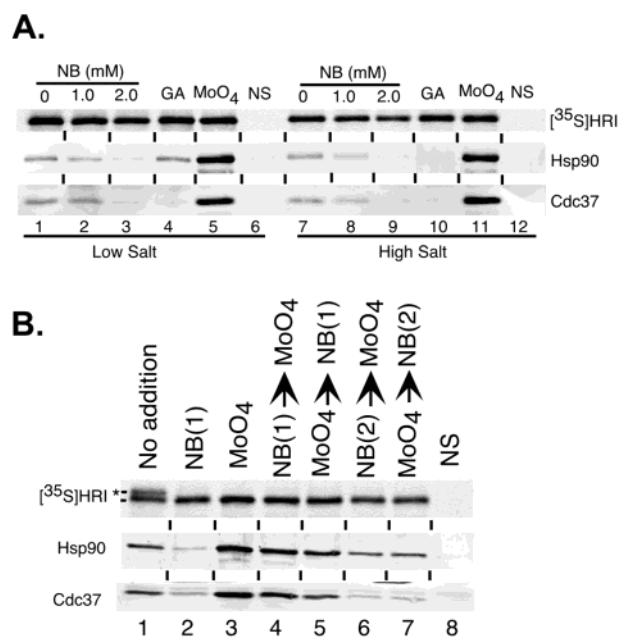 A.
NB (mM) NB (mM)
0 1.0 2.0 GA MoO4 NS 0 1.0 2.0 GA MoO4 NS
[35S]HRI
Hsp90
Cdc37
1 2 3 4 5 6 7 8 9 10 11 12
Low Salt High Salt
B.
No addition
NB(1)
MoO4
NB(1) MoO4
MoO4 NB(1)
NB(2) MoO4
MoO4 NB(2)
NS
[35S]HRI *
Hsp90
Cdc37
1 2 3 4 5 6 7 8